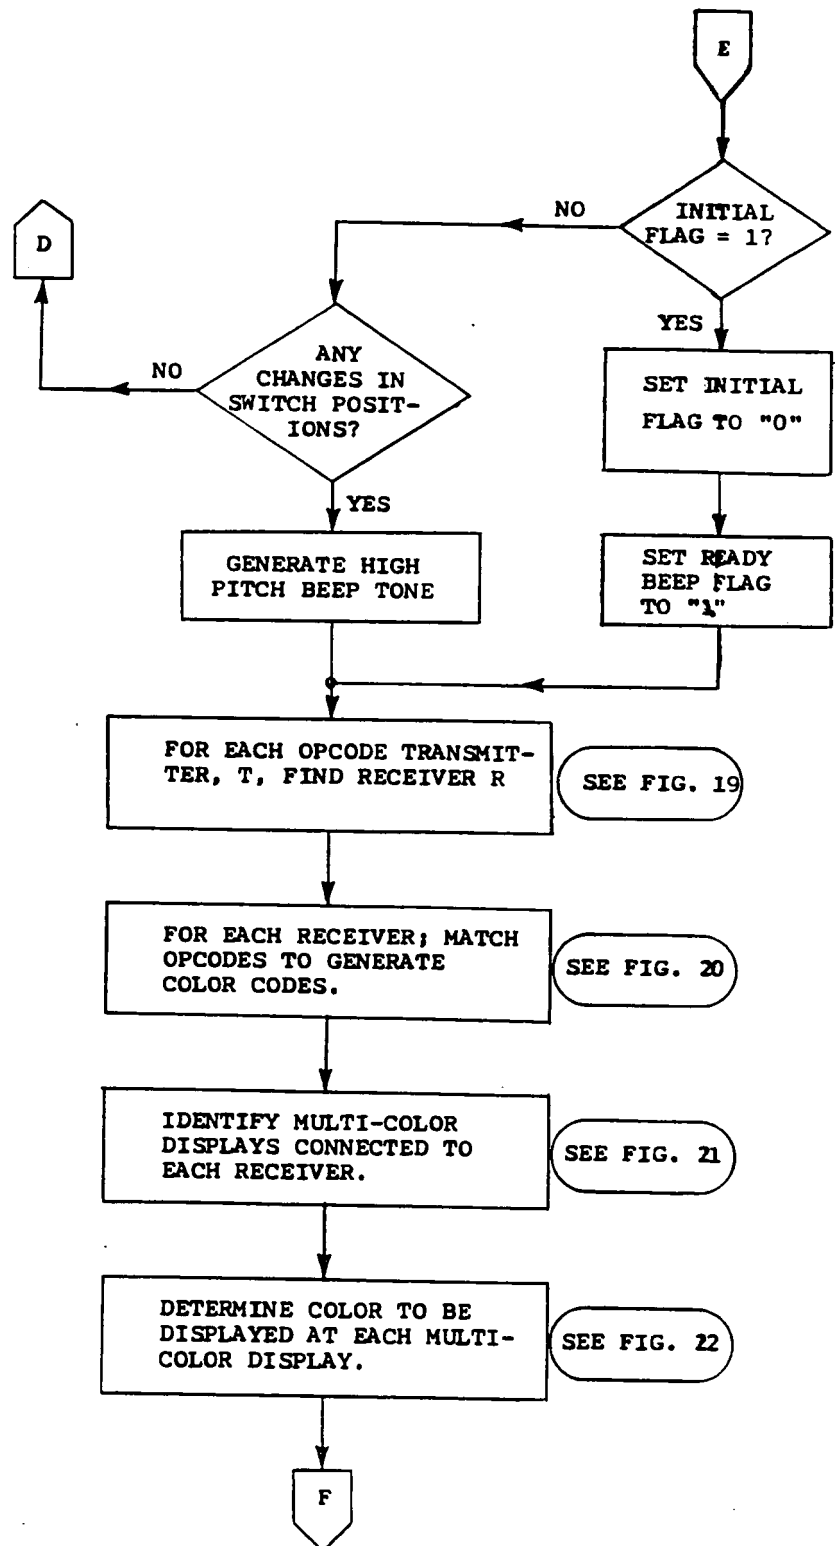 E
INITIAL
FLAG = 1?
NO
YES
D
ANY
CHANGES IN
SWITCH POSIT-
IONS?
NO
YES
SET INITIAL
FLAG TO "0"
GENERATE HIGH
PITCH BEEP TONE
SET READY
BEEP FLAG
TO "1"
FOR EACH OPCODE TRANSMIT-
TER, T, FIND RECEIVER R
SEE FIG. 19
FOR EACH RECEIVER; MATCH
OPCODES TO GENERATE
COLOR CODES.
SEE FIG. 20
IDENTIFY MULTI-COLOR
DISPLAYS CONNECTED TO
EACH RECEIVER.
SEE FIG. 21
DETERMINE COLOR TO BE
DISPLAYED AT EACH MULTI-
COLOR DISPLAY.
SEE FIG. 22
F